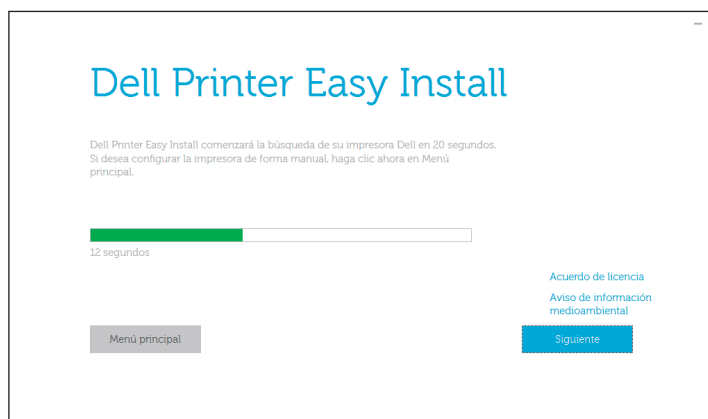 Dell Printer Easy Install
Dell Printer Easy Install comenzará la búsqueda de su impresora Dell en 20 segundos.
Si desea configurar la impresora de forma manual, haga clic ahora en Menú
principal.
12 segundos
Acuerdo de licencia
Aviso de información
medioambiental
Menú principal
Siguiente